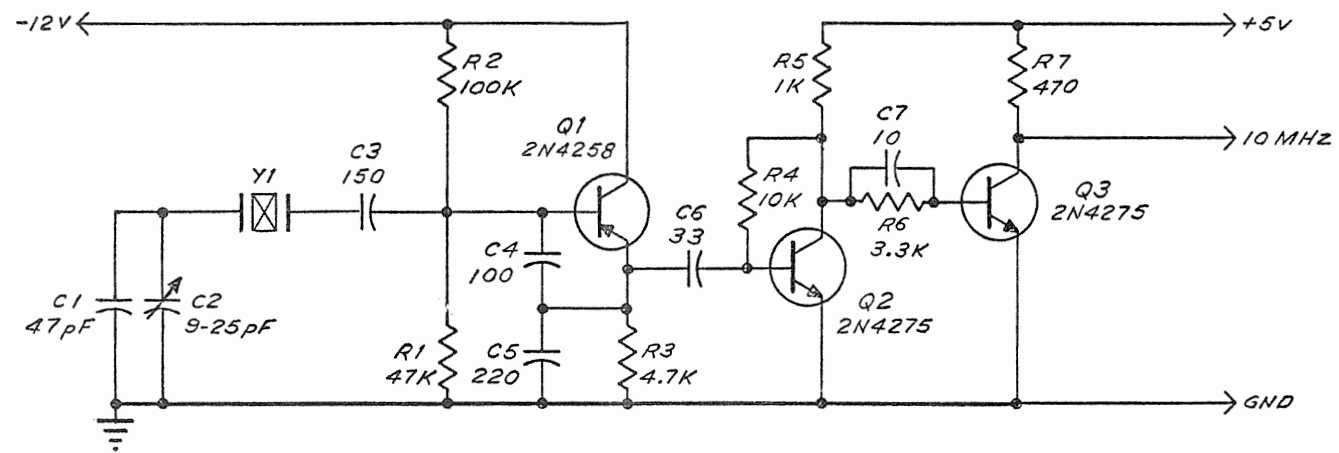 -12V
+5V
R2
100K
R5
1K
R7
470
Q1
2N4258
C7
10
10 MHZ
Y1
C3
150
R4
10K
Q3
2N4275
C6
33
R6
3.3K
C4
100
C1
47pF
C2
9-25pF
Q2
2N4275
R1
47K
C5
220
R3
4.7K
GND